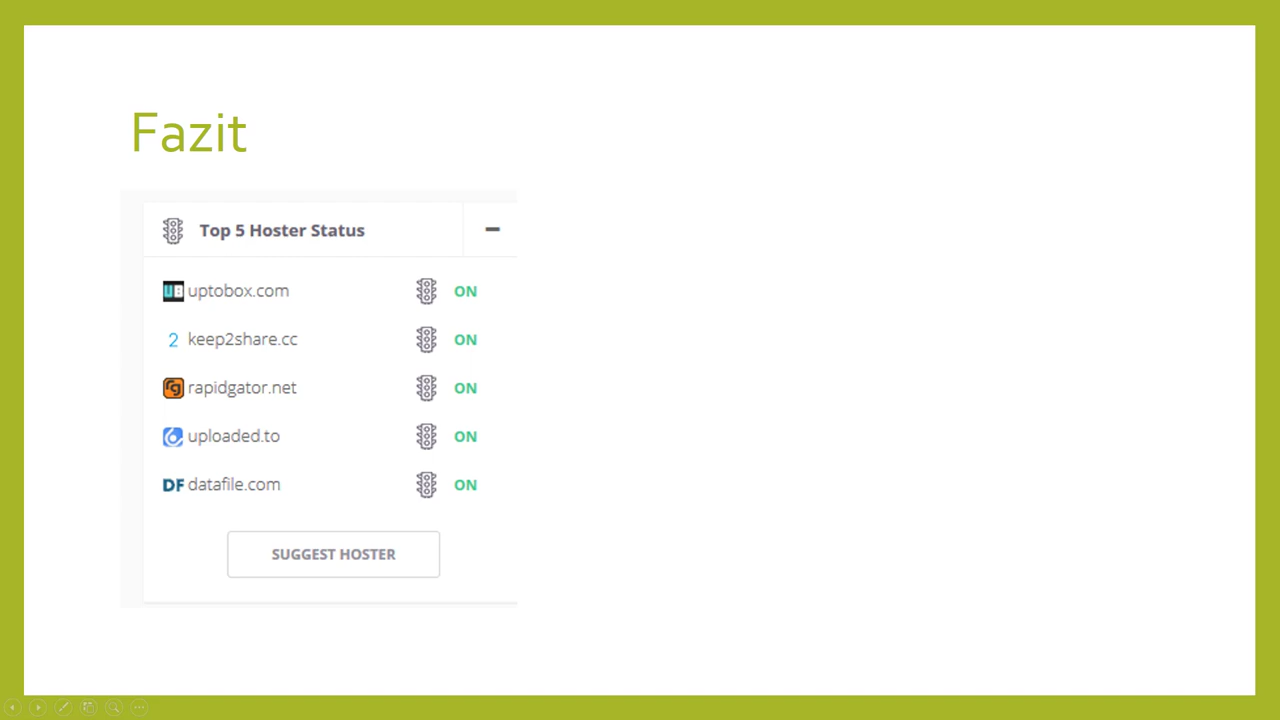 Fazit
Top 5 Hoster Status
uptobox.com ON
keep2share.cc ON
rapidgator.net ON
uploaded.to ON
DF datafile.com ON
SUGGEST HOSTER